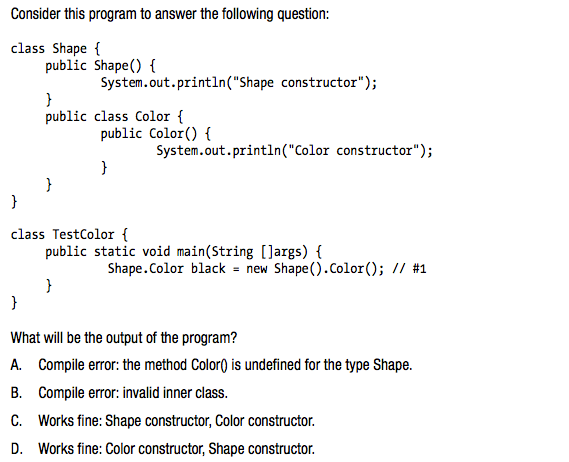 Consider this program to answer the following question:
class Shape {
public Shape() {
System.out.println("Shape constructor");
}
public class Color {
public Color() {
System.out.println("Color constructor");
}
}
}
class TestColor {
public static void main(String []args) {
Shape.Color black = new Shape().Color(); // #1
}
}
What will be the output of the program?
A. Compile error: the method Color() is undefined for the type Shape.
B. Compile error: invalid inner class.
C. Works fine: Shape constructor, Color constructor.
D. Works fine: Color constructor, Shape constructor.